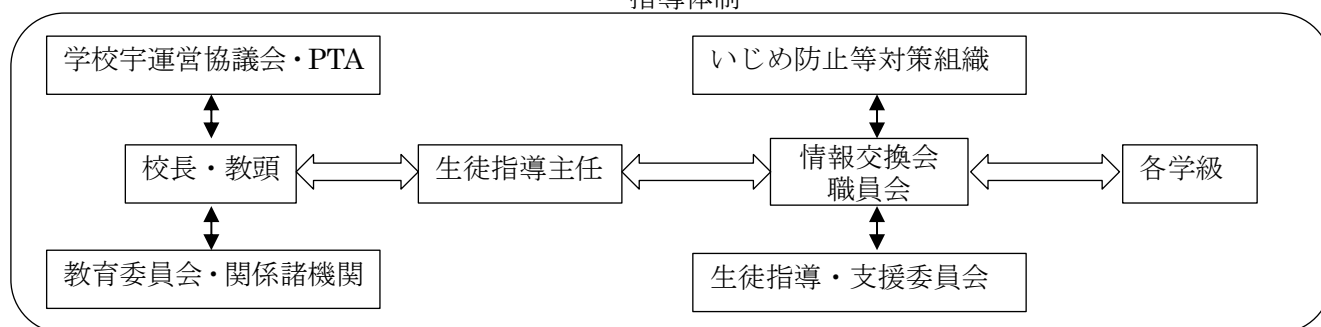 指導体制
学校宇運営協議会・PTA
いじめ防止等対策組織
校長・教頭
生徒指導主任
情報交換会
職員会
各学級
教育委員会・関係諸機関
生徒指導・支援委員会